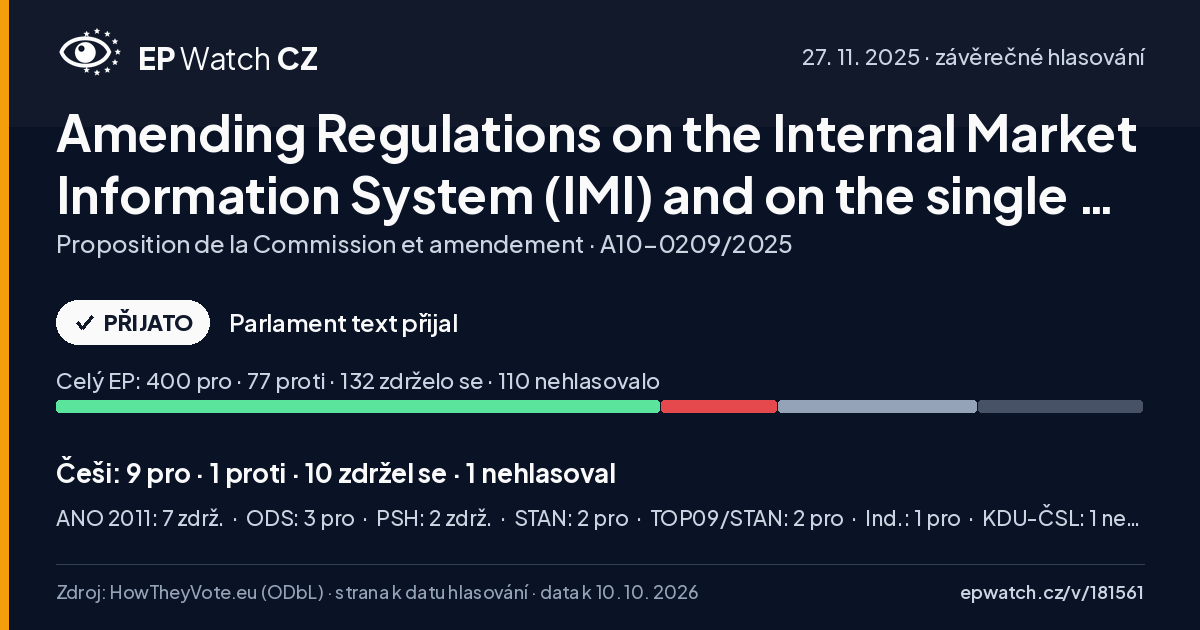 EP Watch CZ
27. 11. 2025 · závěrečné hlasování
Amending Regulations on the Internal Market
Information System (IMI) and on the single …
Proposition de la Commission et amendement · A10-0209/2025
✓ PŘIJATO
Parlament text přijal
Celý EP: 400 pro · 77 proti · 132 zdrželo se · 110 nehlasovalo
Češi: 9 pro · 1 proti · 10 zdržel se · 1 nehlasoval
ANO 2011: 7 zdrž. · ODS: 3 pro · PSH: 2 zdrž. · STAN: 2 pro · TOP09/STAN: 2 pro · Ind.: 1 pro · KDU-ČSL: 1 ne…
Zdroj: HowTheyVote.eu (ODbL) · strana k datu hlasování · data k 10. 10. 2026
epwatch.cz/v/181561